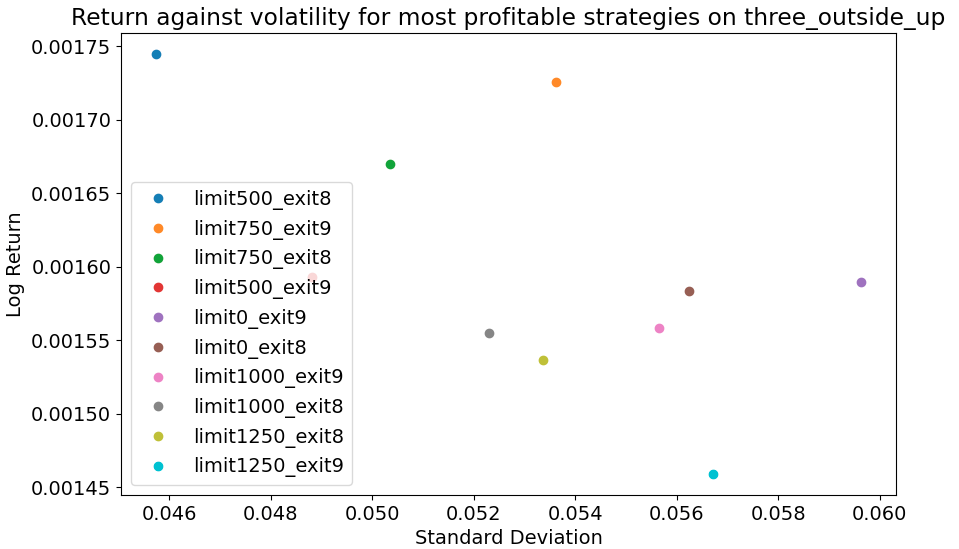 Return against volatility for most profitable strategies on three_outside_up
0.00175
0.00170
0.00165
0.00160
0.00155
0.00150
0.00145
Log Return
limit500_exit8
limit750_exit9
limit750_exit8
limit500_exit9
limit0_exit9
limit0_exit8
limit1000_exit9
limit1000_exit8
limit1250_exit8
limit1250_exit9
0.046 0.048 0.050 0.052 0.054 0.056 0.058 0.060
Standard Deviation